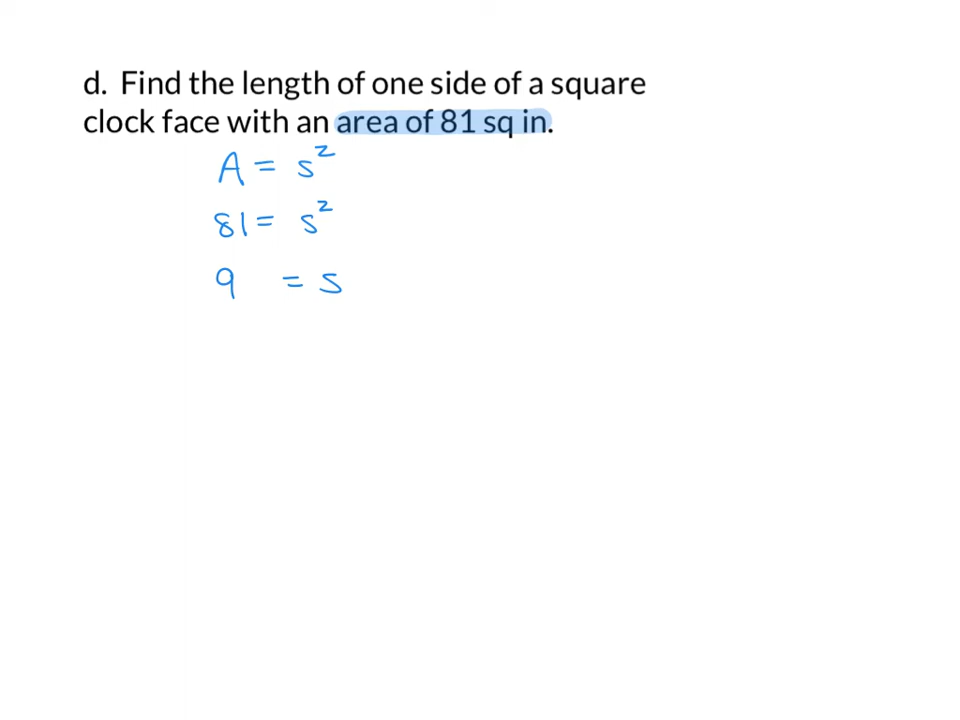 d. Find the length of one side of a square
clock face with an area of 81 sq in.
A = s²
81 = s²
9 = s